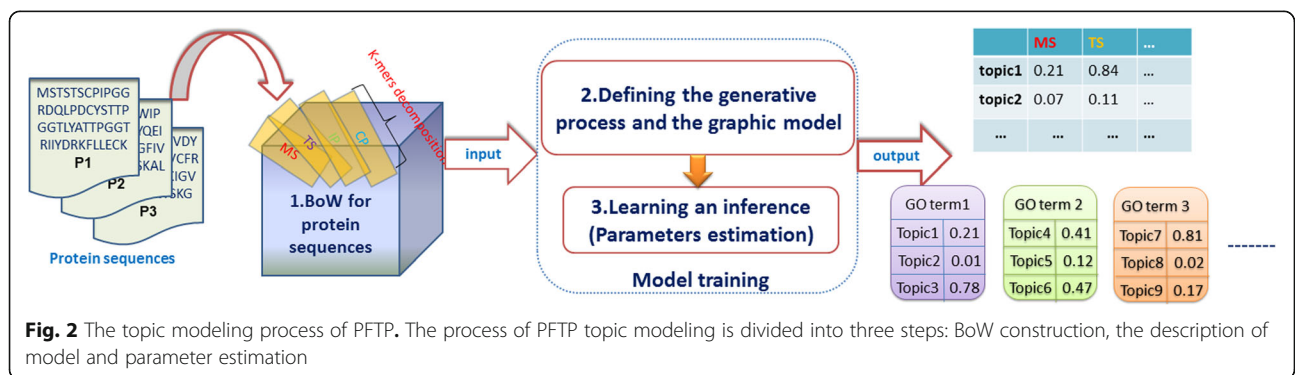 MSTSTSCPIPGG
RDQLPDCYSTTP
GGTLYATTPGGT
RIIYDRKFLLECK
P1
WIP
YQEI
GFIV
SKAL
P2
VDY
VCFR
KIGV
SKG
P3
Protein sequences
K-mers decomposition
MS
TS
CP
1.BoW for
protein
sequences
input
2.Defining the generative
process and the graphic model
3.Learning an inference
(Parameters estimation)
Model training
output
MS TS ...
topic1 0.21 0.84 ...
topic2 0.07 0.11 ...
... ... ... ...
GO term1
Topic1 0.21
Topic2 0.01
Topic3 0.78
GO term 2
Topic4 0.41
Topic5 0.12
Topic6 0.47
GO term 3
Topic7 0.81
Topic8 0.02
Topic9 0.17
-------
Fig. 2 The topic modeling process of PFTP. The process of PFTP topic modeling is divided into three steps: BoW construction, the description of
model and parameter estimation